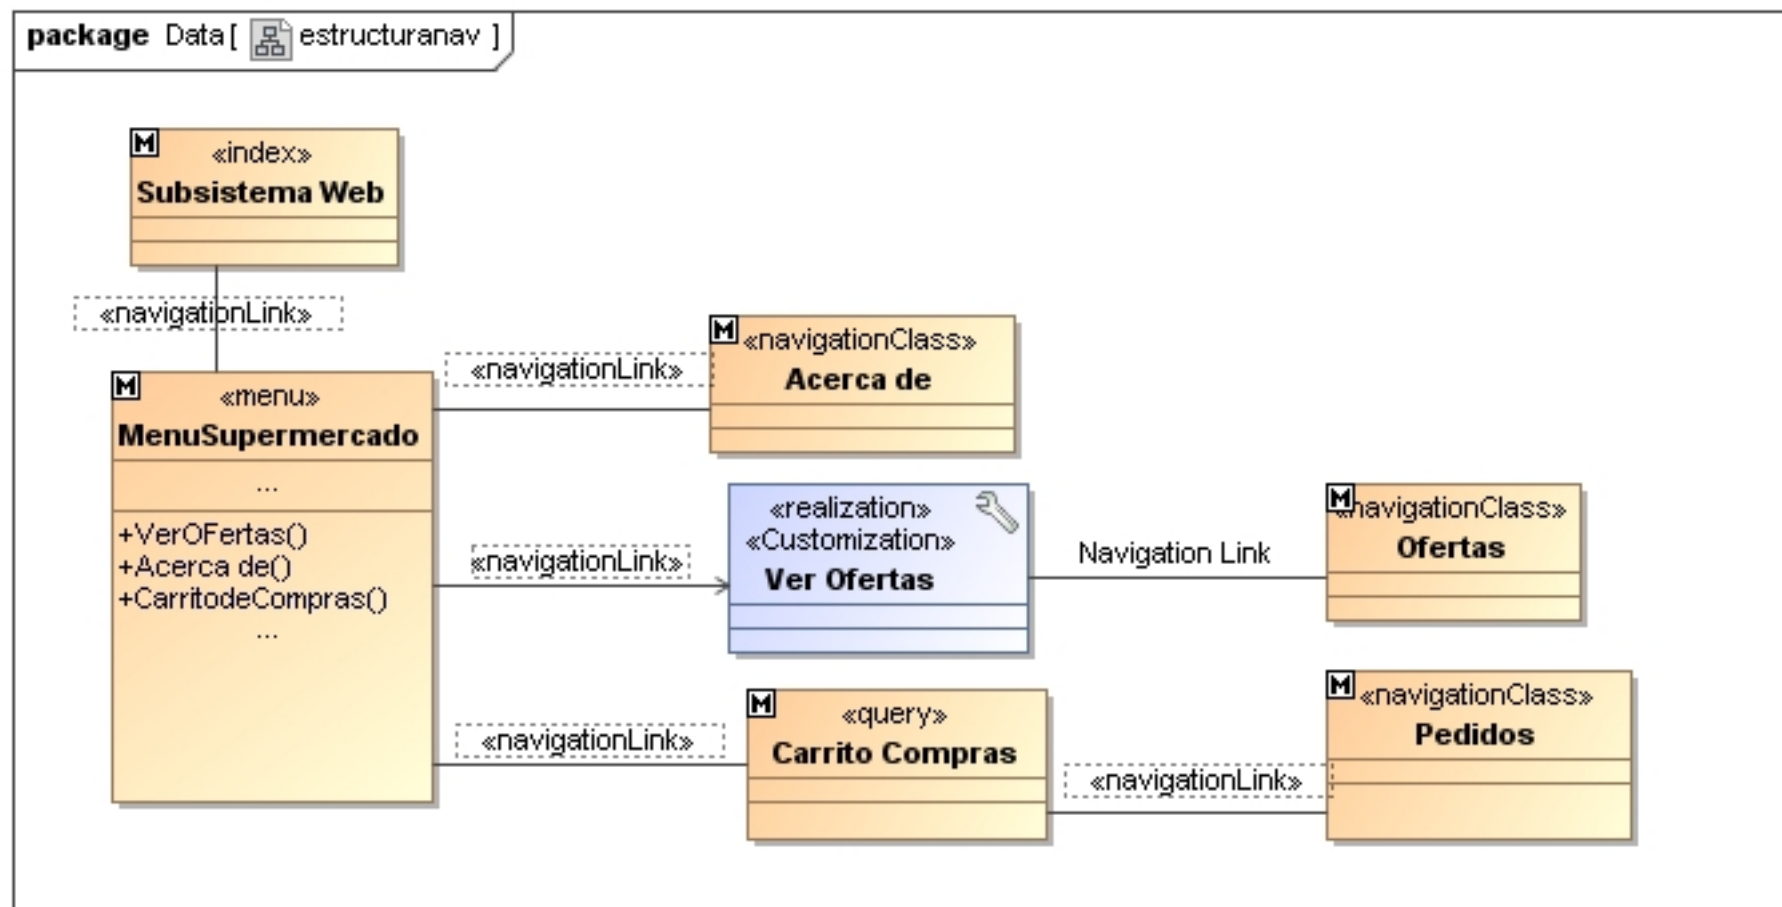 package Data [ estructuranav ]
M
«index»
Subsistema Web
«navigationLink»
M
«menu»
MenuSupermercado
...
+VerOFertas()
+Acerca de()
+CarritodeCompras()
...
«navigationLink»
M
«navigationClass»
Acerca de
«navigationLink»
«realization»
«Customization»
Ver Ofertas
Navigation Link
M
«navigationClass»
Ofertas
«navigationLink»
M
«query»
Carrito Compras
«navigationLink»
M
«navigationClass»
Pedidos